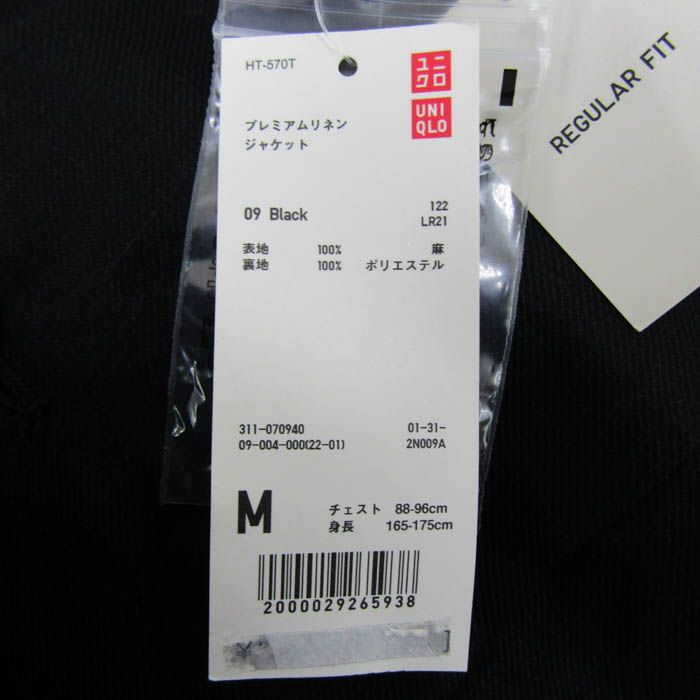 HT-570T
ユニ
クロ
UNI
QLO
プレミアムリネン
ジャケット
09 Black
122
LR21
表地 100% 麻
裏地 100% ポリエステル
311-070940
01-31-
09-004-000(22-01)
2N009A
M
チェスト 88-96cm
身長 165-175cm
2000029265938
¥
REGULAR FIT